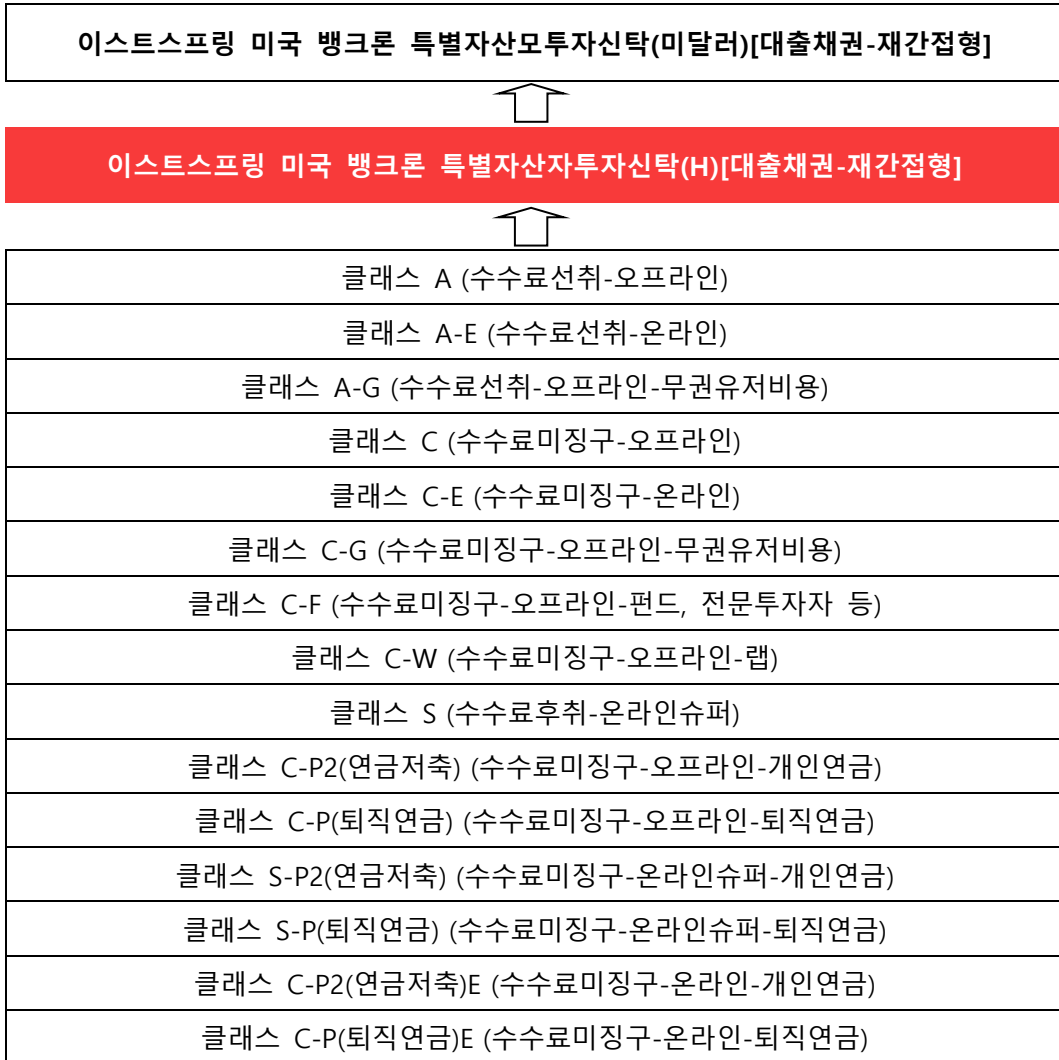 이스트스프링 미국 뱅크론 특별자산모투자신탁(미달러)[대출채권-재간접형]
이스트스프링 미국 뱅크론 특별자산자투자신탁(H)[대출채권-재간접형]
클래스 A (수수료선취-오프라인)
클래스 A-E (수수료선취-온라인)
클래스 A-G (수수료선취-오프라인-무권유저비용)
클래스 C (수수료미징구-오프라인)
클래스 C-E (수수료미징구-온라인)
클래스 C-G (수수료미징구-오프라인-무권유저비용)
클래스 C-F (수수료미징구-오프라인-펀드, 전문투자자 등)
클래스 C-W (수수료미징구-오프라인-랩)
클래스 S (수수료후취-온라인슈퍼)
클래스 C-P2(연금저축) (수수료미징구-오프라인-개인연금)
클래스 C-P(퇴직연금) (수수료미징구-오프라인-퇴직연금)
클래스 S-P2(연금저축) (수수료미징구-온라인슈퍼-개인연금)
클래스 S-P(퇴직연금) (수수료미징구-온라인슈퍼-퇴직연금)
클래스 C-P2(연금저축)E (수수료미징구-온라인-개인연금)
클래스 C-P(퇴직연금)E (수수료미징구-온라인-퇴직연금)